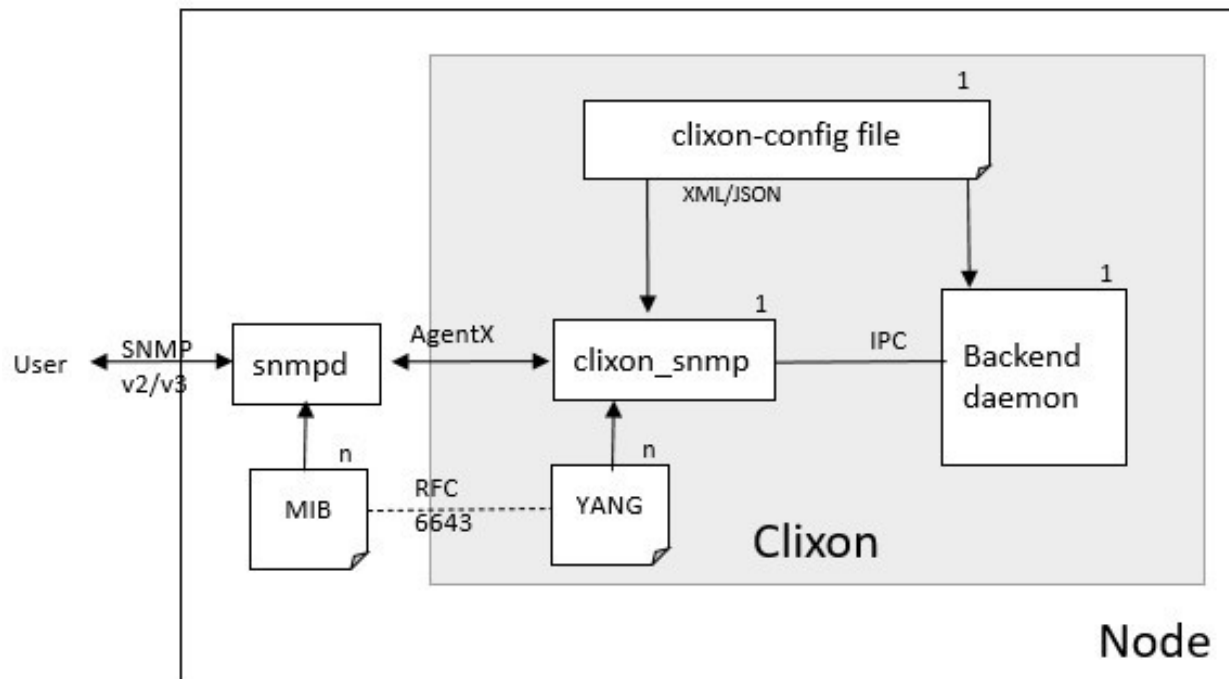 1
clixon-config file
XML/JSON
1
1
User
SNMP
v2/v3
snmpd
AgentX
clixon_snmp
IPC
Backend
daemon
n
n
MIB
RFC
6643
YANG
Clixon
Node